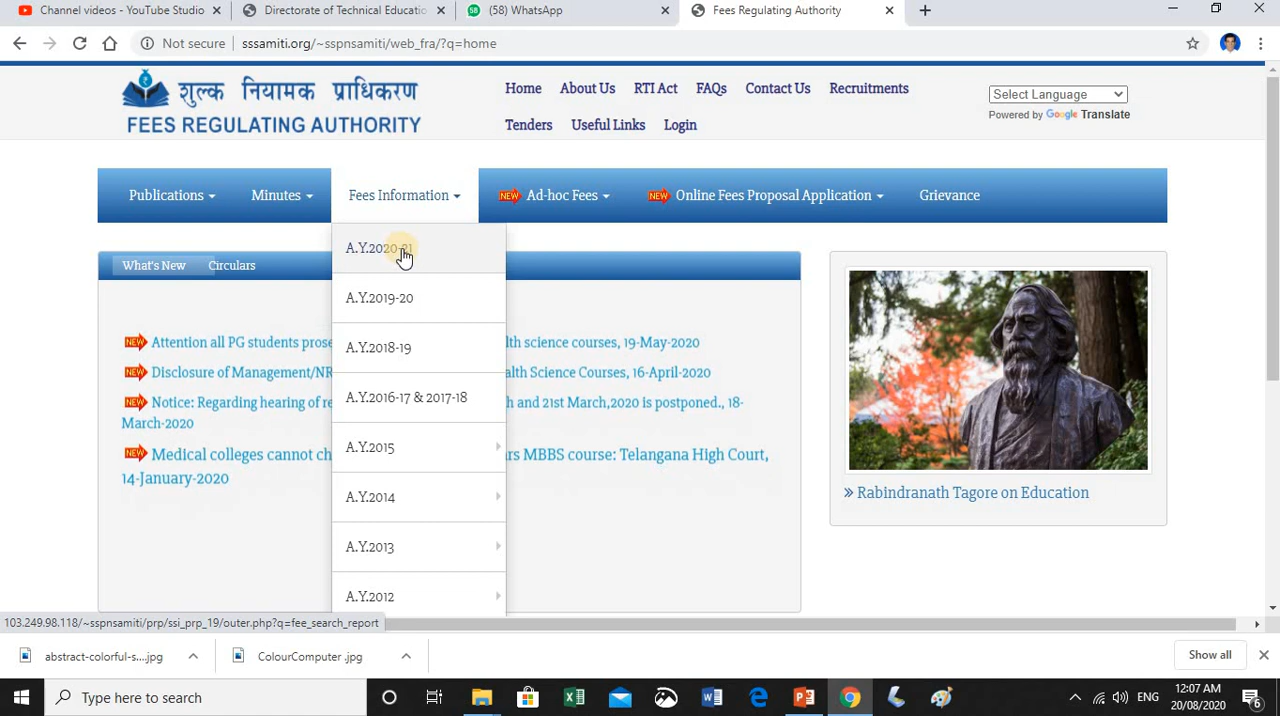 Channel videos - YouTube Studio
Directorate of Technical Educatio
(58) WhatsApp
Fees Regulating Authority
Not secure
sssamiti.org/~sspnsamiti/web_fra/?q=home
शुल्क नियामक प्राधिकरण
FEES REGULATING AUTHORITY
Home About Us RTI Act FAQs Contact Us Recruitments
Tenders Useful Links Login
Select Language
Powered by Google Translate
Publications Minutes Fees Information NEW Ad-hoc Fees NEW Online Fees Proposal Application Grievance
A.Y.2020-21
A.Y.2019-20
A.Y.2018-19
A.Y.2016-17 & 2017-18
A.Y.2015
A.Y.2014
A.Y.2013
A.Y.2012
What's New Circulars
NEW Attention all PG students prose lth science courses, 19-May-2020
NEW Disclosure of Management/NR alth Science Courses, 16-April-2020
NEW Notice: Regarding hearing of re h and 21st March,2020 is postponed., 18-
March-2020
NEW Medical colleges cannot ch rs MBBS course: Telangana High Court,
14-January-2020
» Rabindranath Tagore on Education
103.249.98.118/~sspnsamiti/prp/ssi_prp_19/outer.php?q=fee_search_report
abstract-colorful-s....jpg
ColourComputer .jpg
Show all
Type here to search
ENG
12:07 AM
20/08/2020
6